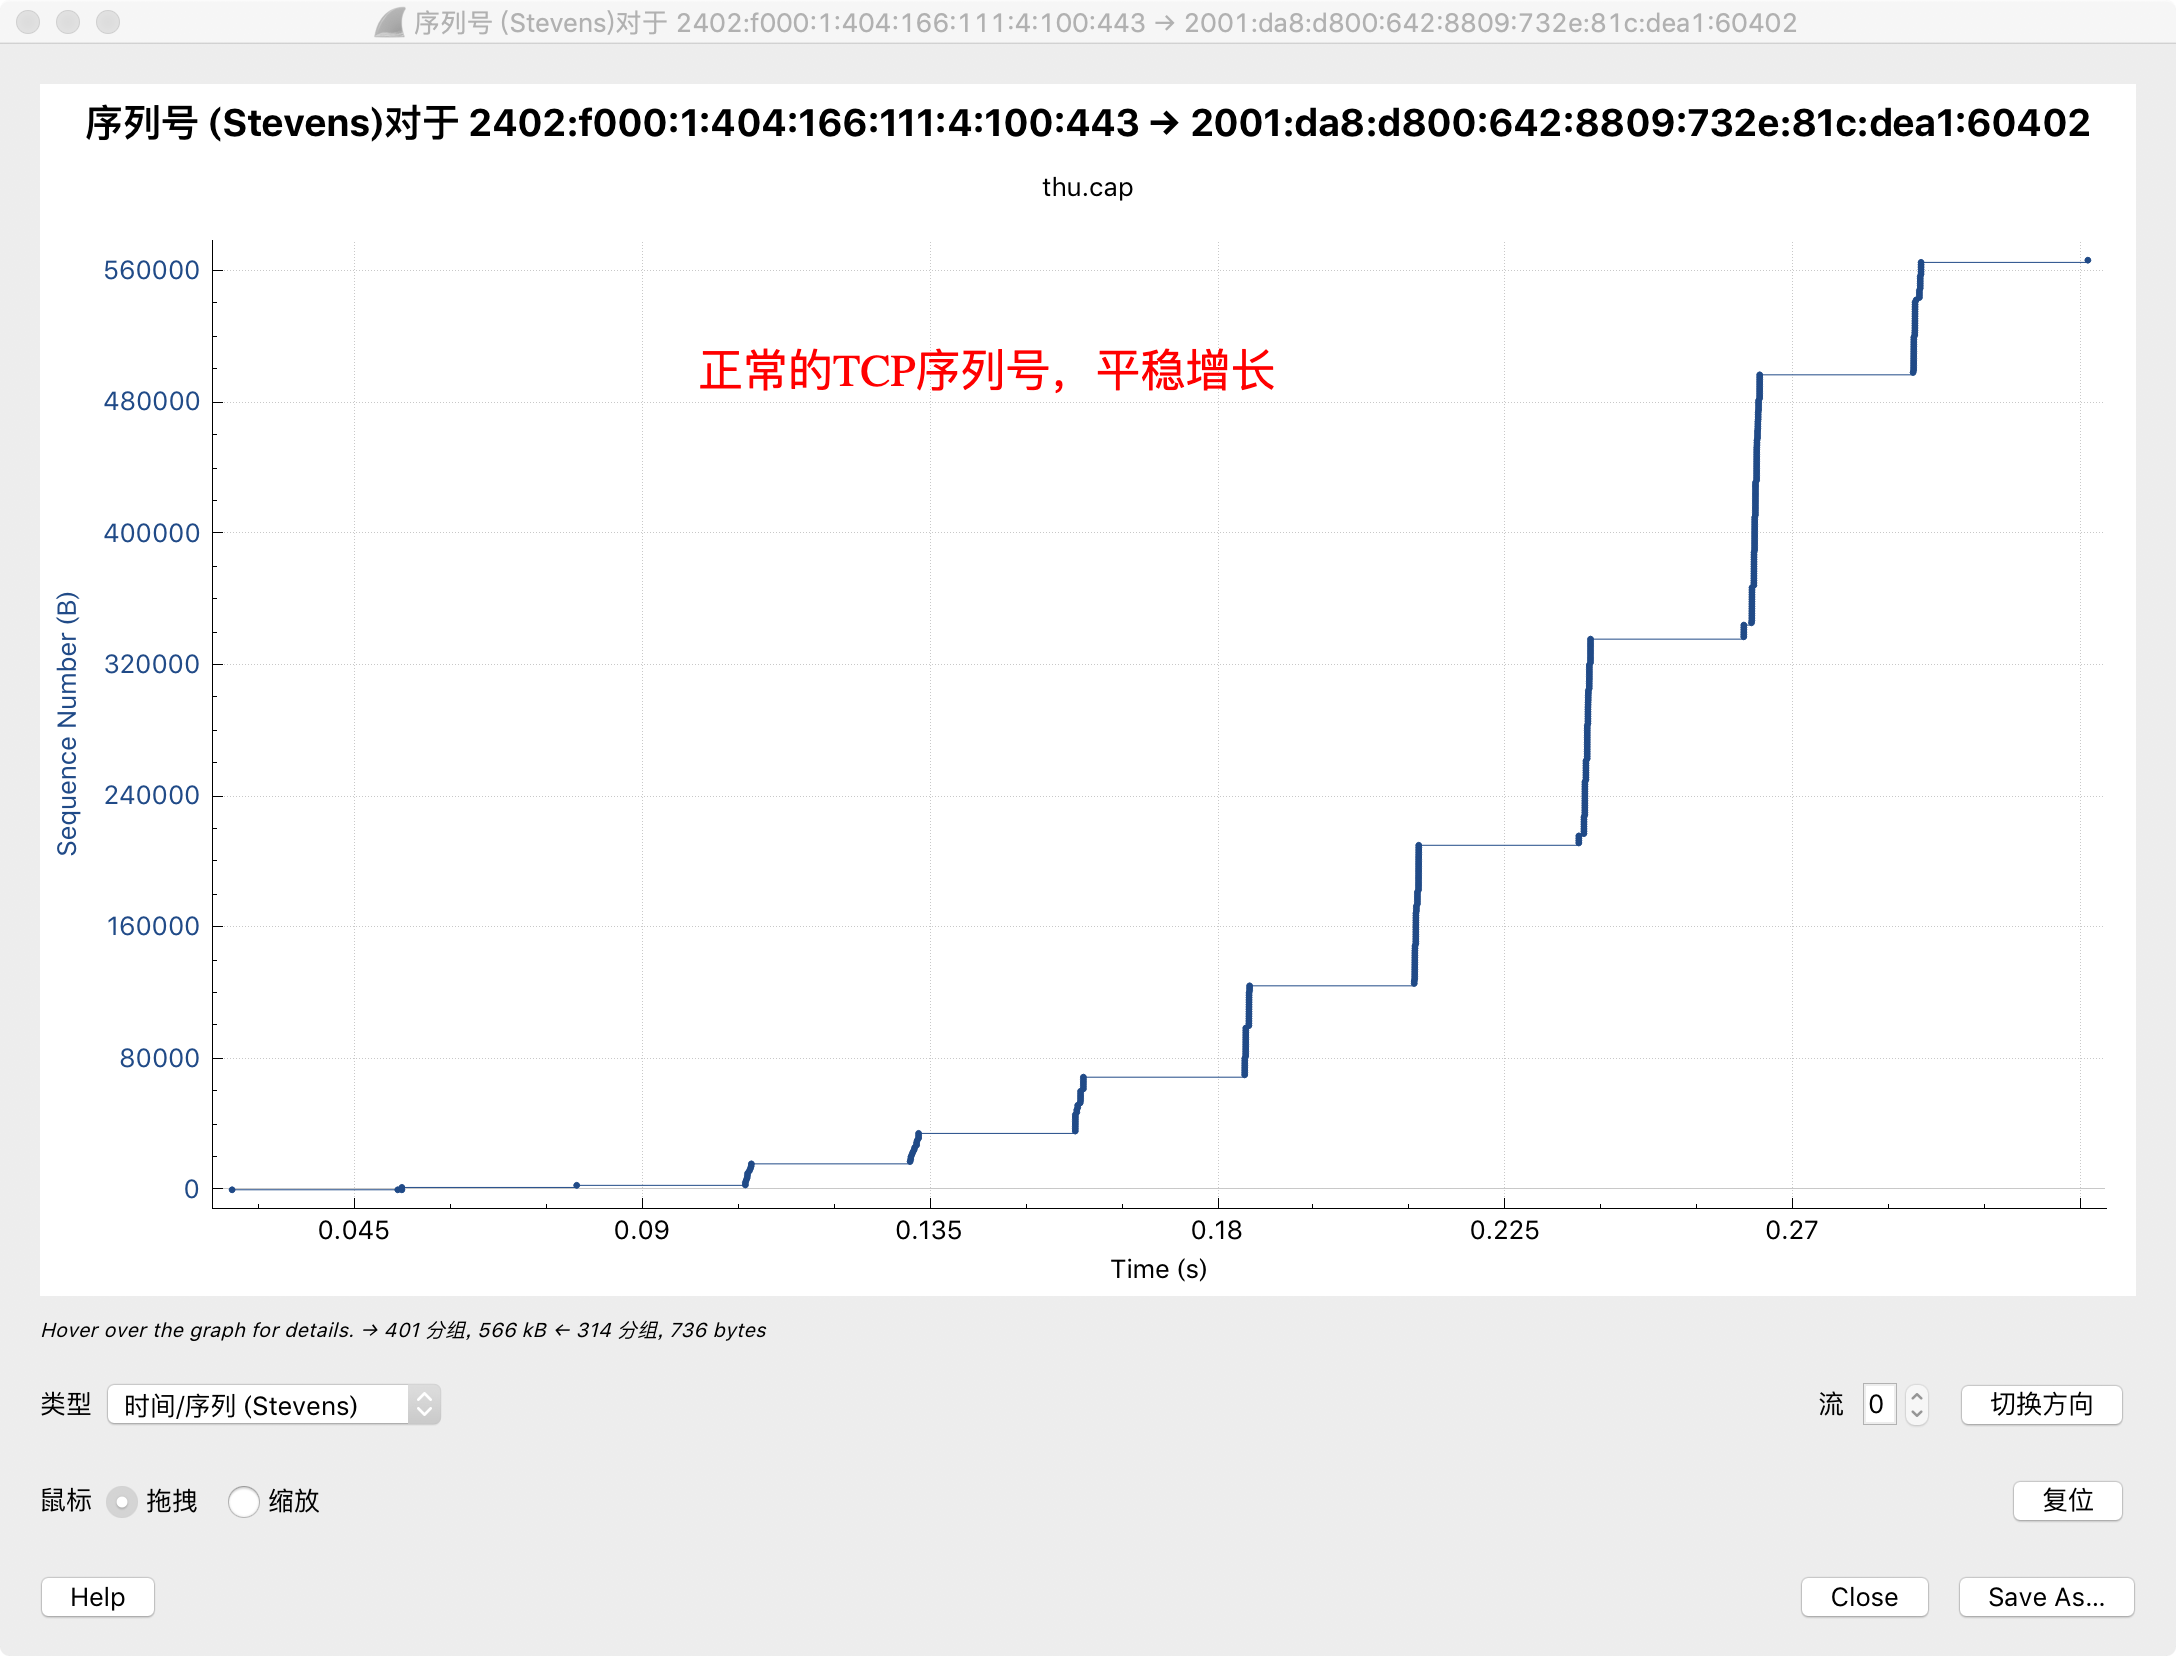 序列号 (Stevens)对于 2402:f000:1:404:166:111:4:100:443 → 2001:da8:d800:642:8809:732e:81c:dea1:60402
序列号 (Stevens)对于 2402:f000:1:404:166:111:4:100:443 → 2001:da8:d800:642:8809:732e:81c:dea1:60402
thu.cap
正常的TCP序列号，平稳增长
560000
480000
400000
320000
240000
160000
80000
0
Sequence Number (B)
0.045 0.09 0.135 0.18 0.225 0.27
Time (s)
Hover over the graph for details. → 401 分组, 566 kB ← 314 分组, 736 bytes
类型 时间/序列 (Stevens) 流 0 切换方向
鼠标 拖拽 缩放 复位
Help Close Save As...